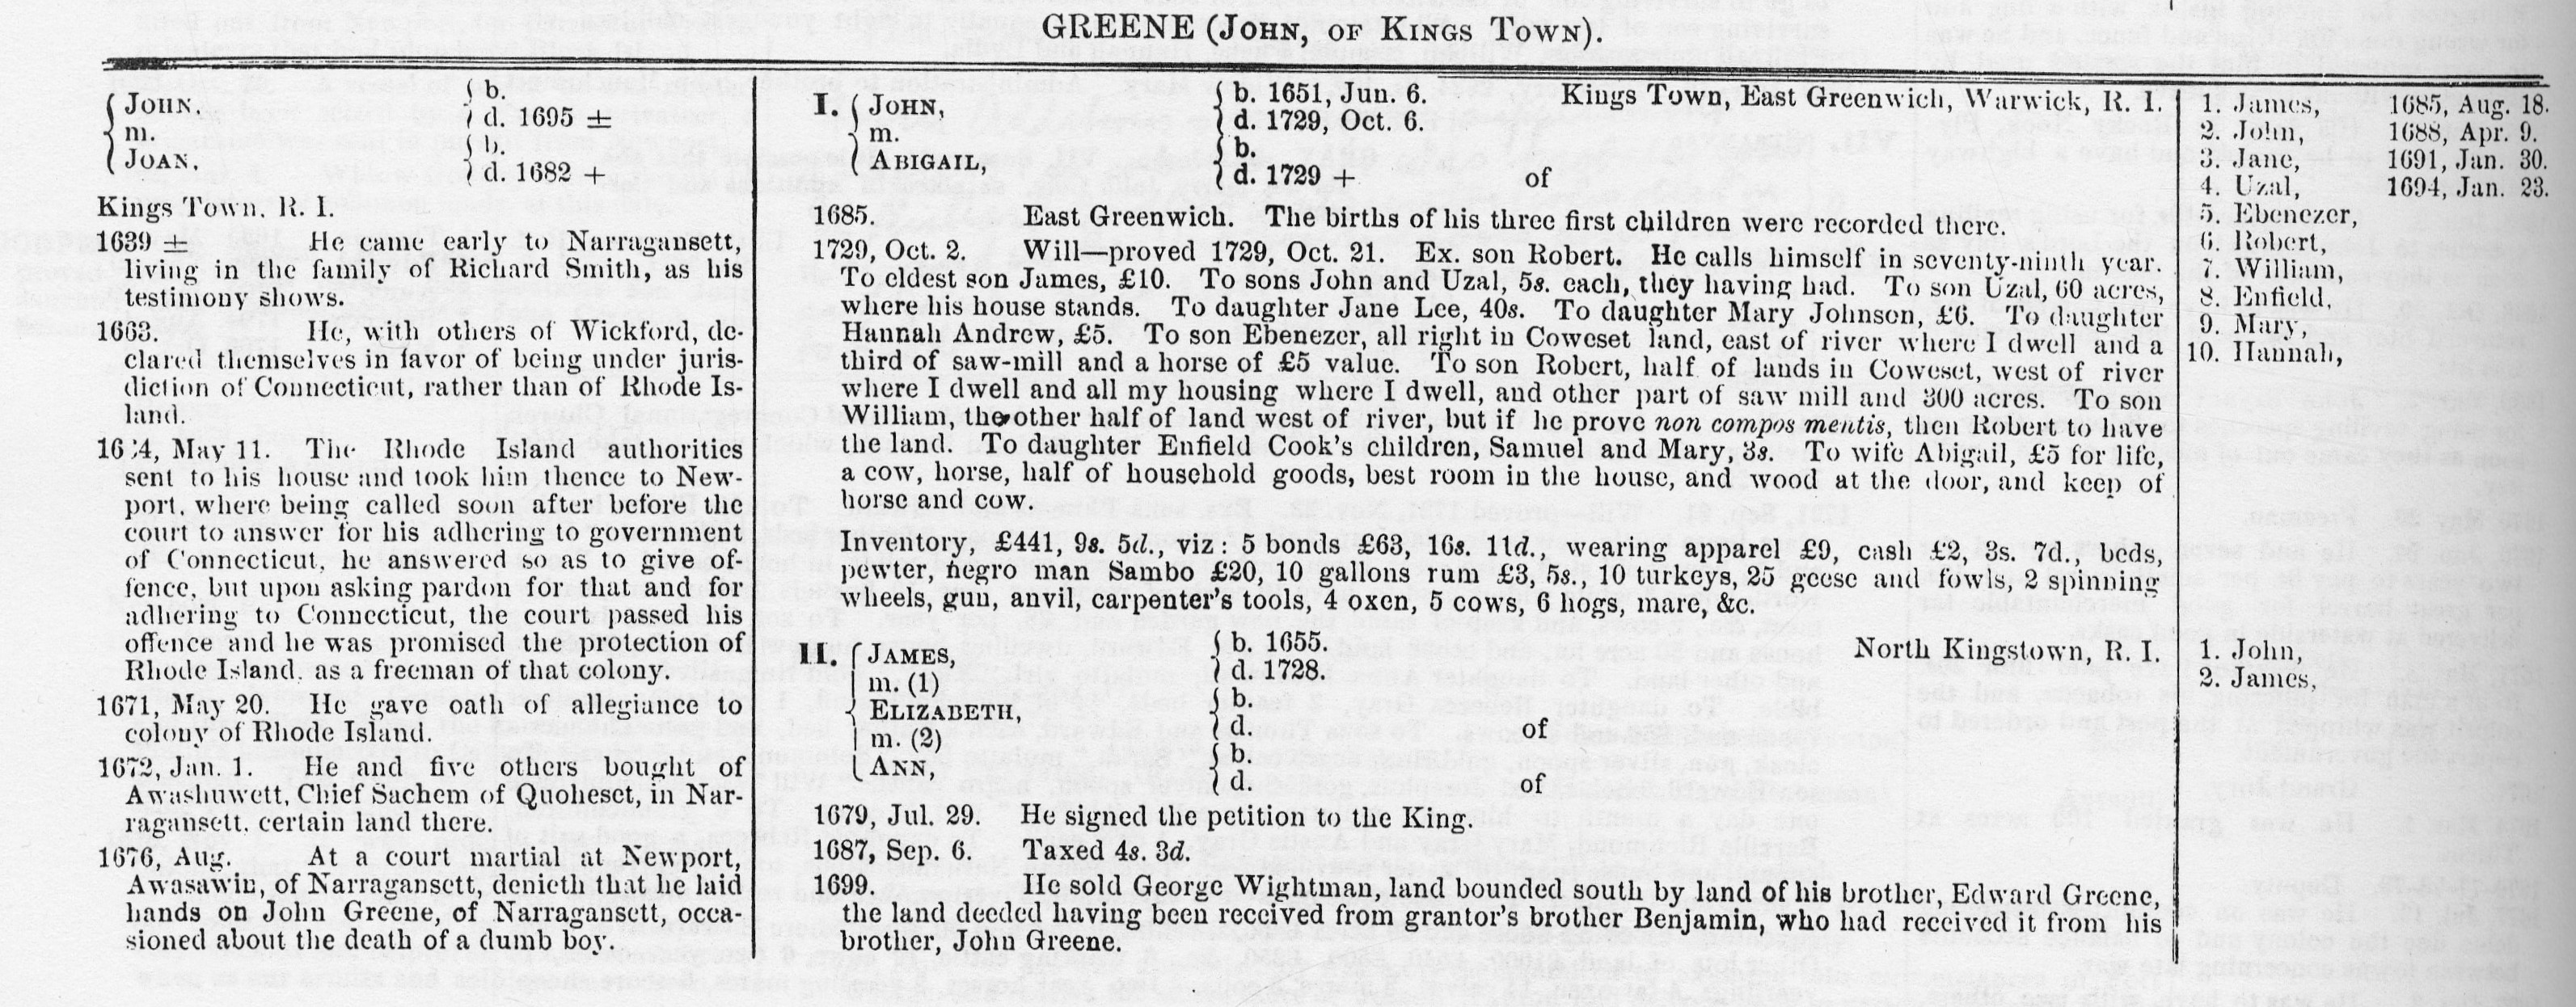 GREENE (John, of Kings Town).
John,
m.
Joan,
b.
d. 1695 ±
b.
d. 1682 +
Kings Town, R. I.
1639 ± He came early to Narragansett,
living in the family of Richard Smith, as his
testimony shows.
1663. He, with others of Wickford, de-
clared themselves in favor of being under juris-
diction of Connecticut, rather than of Rhode Is-
land.
May 11. The Rhode Island authorities
sent to his house and took him thence to New-
port, where being called soon after before the
court to answer for his adhering to government
of Connecticut, he answered so as to give of-
fence, but upon asking pardon for that and for
adhering to Connecticut, the court passed his
offence and he was promised the protection of
Rhode Island, as a freeman of that colony.
1671, May 20. He gave oath of allegiance to
colony of Rhode Island.
1672, Jan. 1. He and five others bought of
Awashuwett, Chief Sachem of Quoheset, in Nar-
ragansett, certain land there.
1676, Aug. At a court martial at Newport,
Awasawin, of Narragansett, denieth that he laid
hands on John Greene, of Narragansett, occa-
sioned about the death of a dumb boy.
I. John,
m.
Abigail,
b. 1651, Jun. 6.
d. 1729, Oct. 6.
b.
d. 1729 + of
Kings Town, East Greenwich, Warwick, R. I.
1685. East Greenwich. The births of his three first children were recorded there.
1729, Oct. 2. Will—proved 1729, Oct. 21. Ex. son Robert. He calls himself in seventy-ninth year.
To eldest son James, £10. To sons John and Uzal, 5s. each, they having had. To son Uzal, 60 acres,
where his house stands. To daughter Jane Lee, 40s. To daughter Mary Johnson, £6. To daughter
Hannah Andrew, £5. To son Ebenezer, all right in Coweset land, east of river where I dwell and a
third of saw-mill and a horse of £5 value. To son Robert, half of lands in Coweset, west of river
where I dwell and all my housing where I dwell, and other part of saw mill and 300 acres. To son
William, the other half of land west of river, but if he prove non compos mentis, then Robert to have
the land. To daughter Enfield Cook's children, Samuel and Mary, 3s. To wife Abigail, £5 for life,
a cow, horse, half of household goods, best room in the house, and wood at the door, and keep of
horse and cow.
Inventory, £441, 9s. 5d., viz: 5 bonds £63, 16s. 11d., wearing apparel £9, cash £2, 3s. 7d., beds,
pewter, negro man Sambo £20, 10 gallons rum £3, 5s., 10 turkeys, 25 geese and fowls, 2 spinning
wheels, gun, anvil, carpenter's tools, 4 oxen, 5 cows, 6 hogs, mare, &c.
II. James,
m. (1)
Elizabeth,
m. (2)
Ann,
b. 1655.
d. 1728.
b.
d. of
b.
d. of
North Kingstown, R. I.
1679, Jul. 29. He signed the petition to the King.
1687, Sep. 6. Taxed 4s. 3d.
1699. He sold George Wightman, land bounded south by land of his brother, Edward Greene,
the land deeded having been received from grantor's brother Benjamin, who had received it from his
brother, John Greene.
1. James, 1685, Aug. 18.
2. John, 1688, Apr. 9.
3. Jane, 1691, Jan. 30.
4. Uzal, 1694, Jan. 23.
5. Ebenezer,
6. Robert,
7. William,
8. Enfield,
9. Mary,
10. Hannah,
1. John,
2. James,